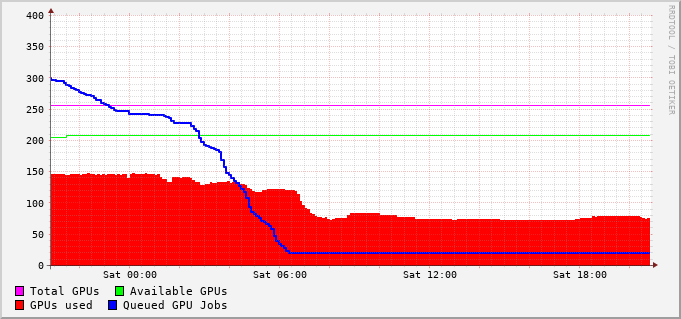 400
350
300
250
200
150
100
50
0
Sat 00:00 Sat 06:00 Sat 12:00 Sat 18:00
Total GPUs Available GPUs
GPUs used Queued GPU Jobs
RRDTOOL / TOBI OETIKER